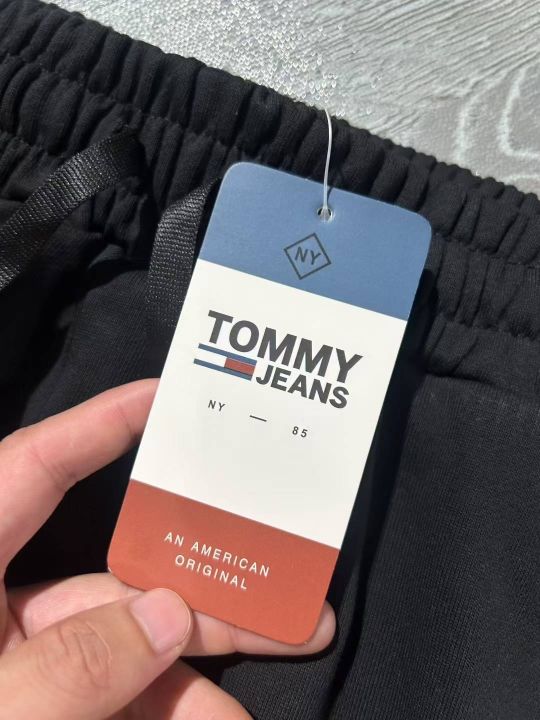 NY
TOMMY
JEANS
NY — 85
AN AMERICAN
ORIGINAL